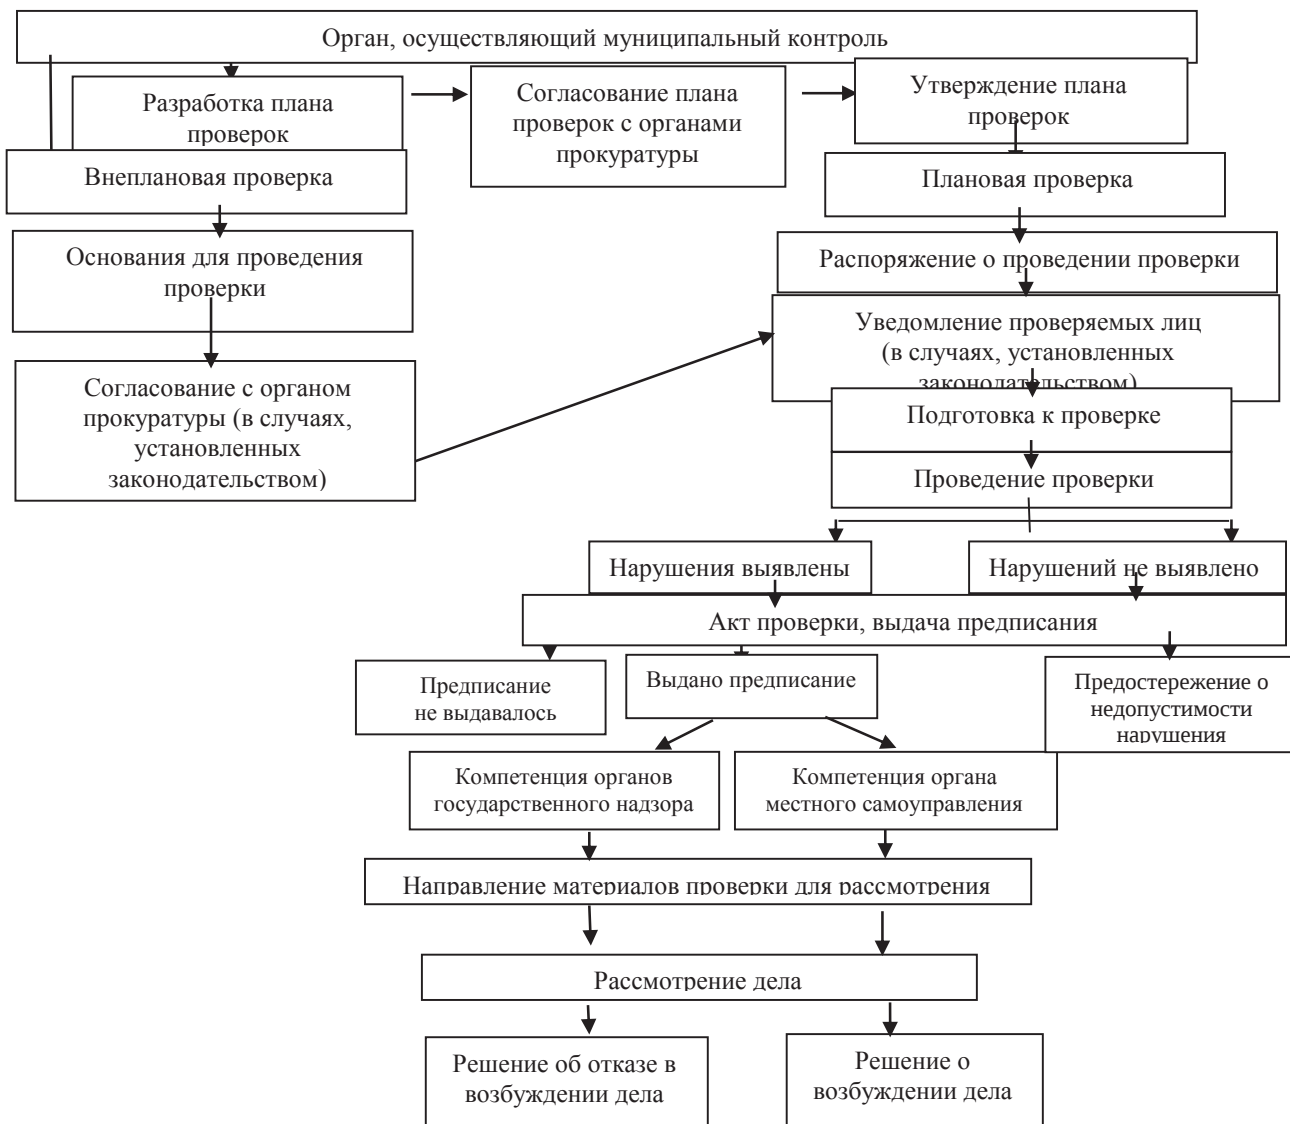 Орган, осуществляющий муниципальный контроль
Разработка плана
проверок
Согласование плана
проверок с органами
прокуратуры
Утверждение плана
проверок
Внеплановая проверка
Плановая проверка
Основания для проведения
проверки
Распоряжение о проведении проверки
Уведомление проверяемых лиц
(в случаях, установленных
законодательством)
Согласование с органом
прокуратуры (в случаях,
установленных
законодательством)
Подготовка к проверке
Проведение проверки
Нарушения выявлены
Нарушений не выявлено
Акт проверки, выдача предписания
Предписание
не выдавалось
Выдано предписание
Предостережение о
недопустимости
нарушения
Компетенция органов
государственного надзора
Компетенция органа
местного самоуправления
Направление материалов проверки для рассмотрения
Рассмотрение дела
Решение об отказе в
возбуждении дела
Решение о
возбуждении дела